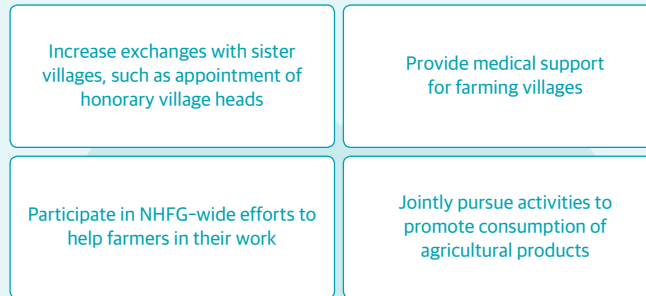 Increase exchanges with sister
villages, such as appointment of
honorary village heads
Provide medical support
for farming villages
Participate in NHFG-wide efforts to
help farmers in their work
Jointly pursue activities to
promote consumption of
agricultural products